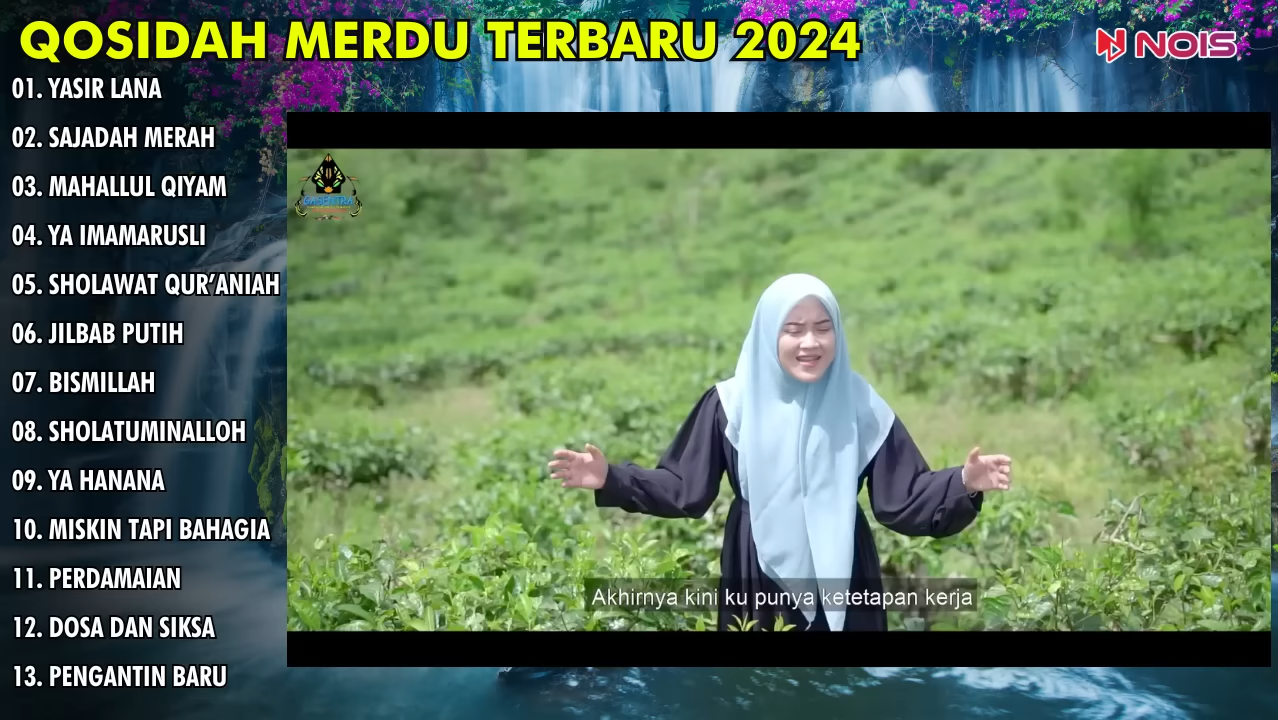 QOSIDAH MERDU TERBARU 2024
NOIS
01. YASIR LANA
02. SAJADAH MERAH
03. MAHALLUL QIYAM
04. YA IMAMARUSLI
05. SHOLAWAT QUR’ANIAH
06. JILBAB PUTIH
07. BISMILLAH
08. SHOLATUMINALLOH
09. YA HANANA
10. MISKIN TAPI BAHAGIA
11. PERDAMAIAN
12. DOSA DAN SIKSA
13. PENGANTIN BARU
Akhirnya kini ku punya ketetapan kerja